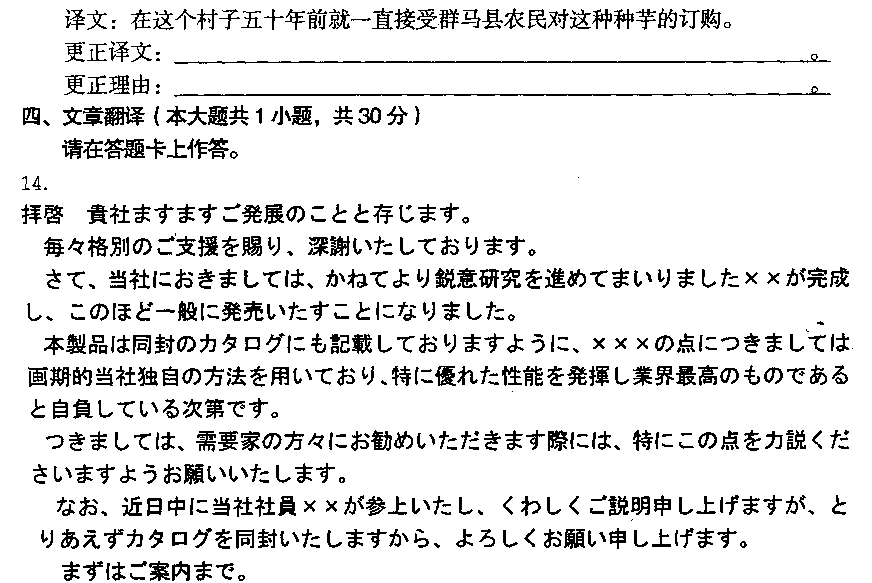 译文：在这个村子五十年前就一直接受群马县农民对这种种芋的订购。
更正译文：＿＿＿＿＿＿＿＿＿＿＿＿＿＿＿＿＿＿＿＿＿＿＿＿＿＿＿＿＿。
更正理由：＿＿＿＿＿＿＿＿＿＿＿＿＿＿＿＿＿＿＿＿＿＿＿＿＿＿＿＿＿。
四、文章翻译（本大题共1小题，共30分）
请在答题卡上作答。
14.
拝啓　貴社ますますご発展のことと存じます。
毎々格別のご支援を賜り、深謝いたしております。
さて、当社におきましては、かねてより鋭意研究を進めてまいりました××が完成
し、このほど一般に発売いたすことになりました。
本製品は同封のカタログにも記載しておりますように、×××の点につきましては
画期的当社独自の方法を用いており､特に優れた性能を発揮し業界最高のものである
と自負している次第です。
つきましては、需要家の方々にお勧めいただきます際には、特にこの点を力説くだ
さいますようお願いいたします。
なお、近日中に当社社員××が参上いたし、くわしくご説明申し上げますが、と
りあえずカタログを同封いたしますから、よろしくお願い申し上げます。
まずはご案内まで。